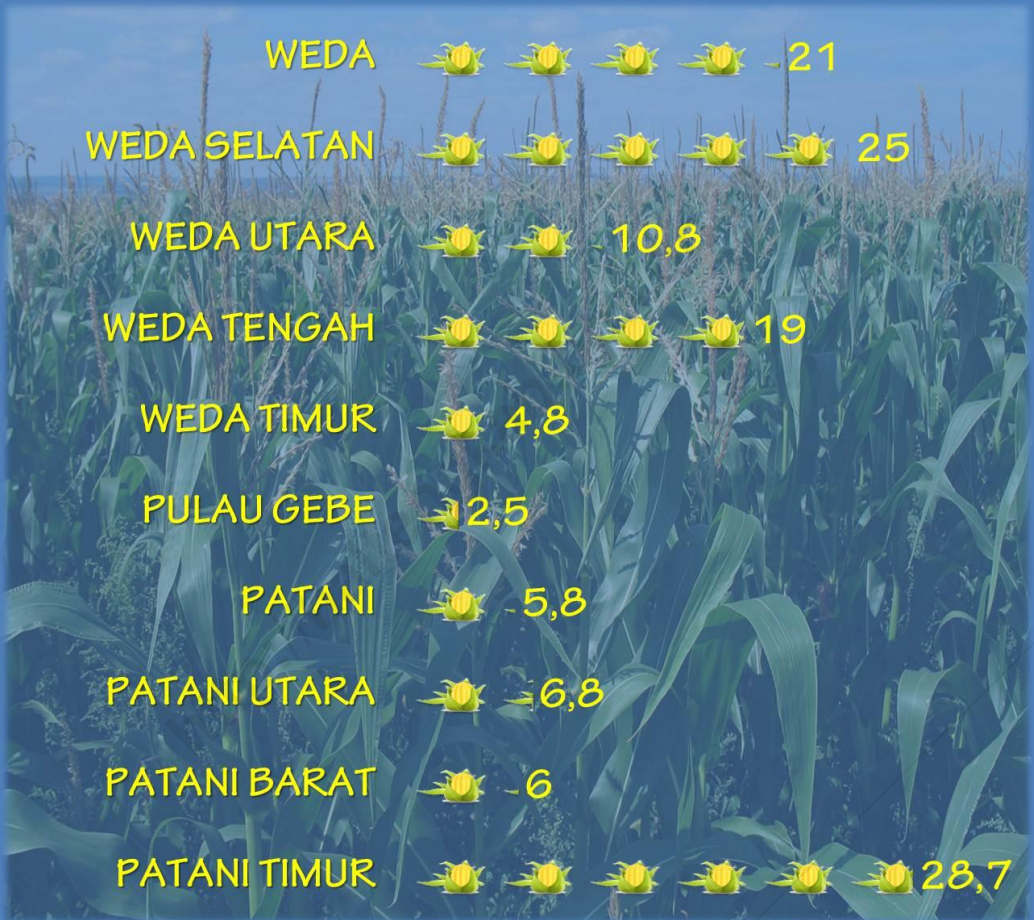 WEDA 21
WEDA SELATAN 25
WEDA UTARA 10,8
WEDA TENGAH 19
WEDA TIMUR 4,8
PULAU GEBE 2,5
PATANI 5,8
PATANI UTARA 6,8
PATANI BARAT 6
PATANI TIMUR 28,7